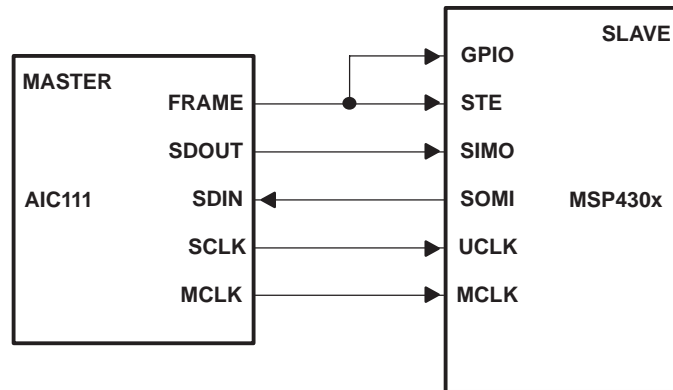 SLAVE
GPIO
MASTER
FRAME STE
SDOUT SIMO
AIC111 SDIN SOMI MSP430x
SCLK UCLK
MCLK MCLK